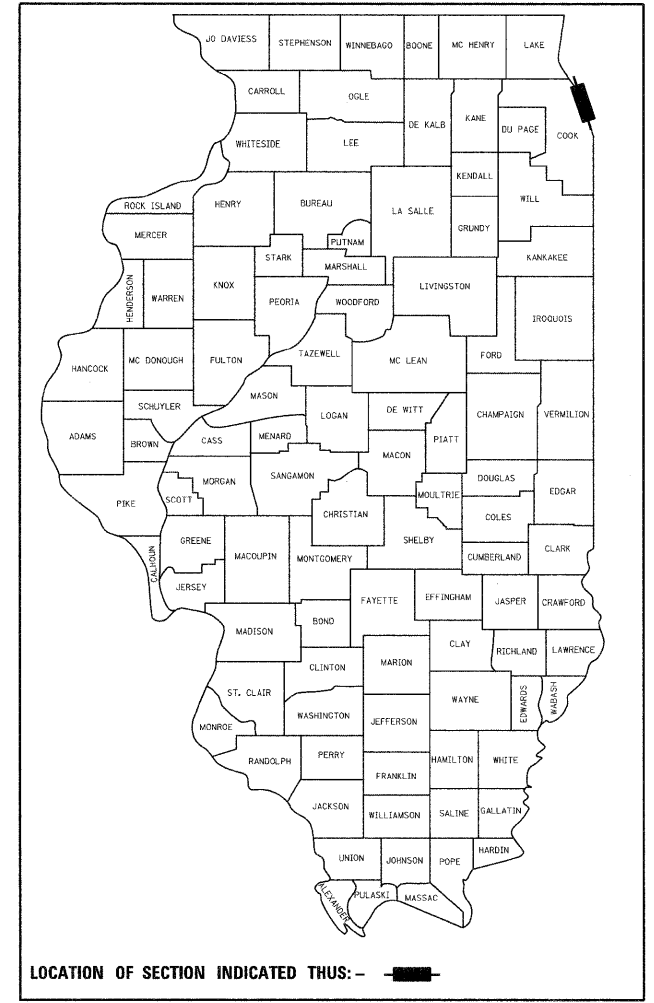 JO DAVIESS
STEPHENSON
WINNEBAGO
BOONE
MC HENRY
LAKE
CARROLL
OGLE
DE KALB
KANE
DU PAGE
COOK
WHITESIDE
LEE
KENDALL
WILL
ROCK ISLAND
HENRY
BUREAU
LA SALLE
GRUNDY
MERCER
PUTNAM
STARK
MARSHALL
KANKAKEE
HENDERSON
WARREN
KNOX
PEORIA
WOODFORD
LIVINGSTON
IROQUOIS
HANCOCK
MC DONOUGH
FULTON
TAZEWELL
MC LEAN
FORD
MASON
SCHUYLER
LOGAN
DE WITT
CHAMPAIGN
VERMILION
ADAMS
BROWN
CASS
MENARD
MACON
PIATT
MORGAN
SANGAMON
DOUGLAS
EDGAR
PIKE
SCOTT
CHRISTIAN
MOULTRIE
COLES
GREENE
MACOUPIN
MONTGOMERY
SHELBY
CUMBERLAND
CLARK
CALHOUN
JERSEY
FAYETTE
EFFINGHAM
JASPER
CRAWFORD
MADISON
BOND
CLAY
RICHLAND
LAWRENCE
CLINTON
MARION
ST. CLAIR
WAYNE
EDWARDS
WABASH
WASHINGTON
JEFFERSON
MONROE
RANDOLPH
PERRY
HAMILTON
WHITE
FRANKLIN
JACKSON
WILLIAMSON
SALINE
GALLATIN
UNION
JOHNSON
POPE
HARDIN
ALEXANDER
PULASKI
MASSAC
LOCATION OF SECTION INDICATED THUS:-